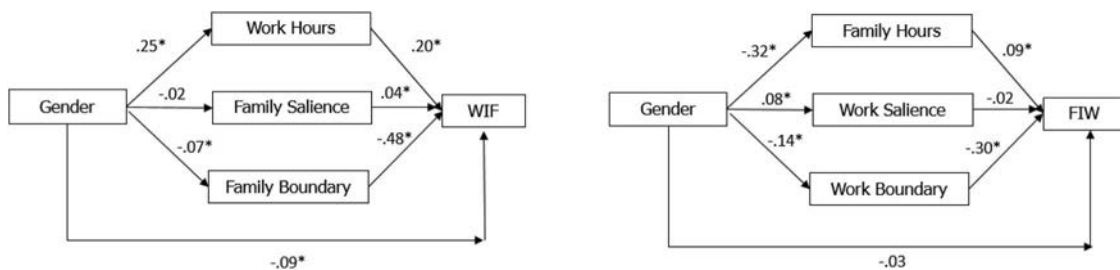 Work Hours
.25*
.20*
Gender
-.02
Family Salience
.04*
WIF
-.07*
-.48*
Family Boundary
-.09*
Family Hours
-.32*
.09*
Gender
.08*
Work Salience
-.02
FIW
-.14*
-.30*
Work Boundary
-.03